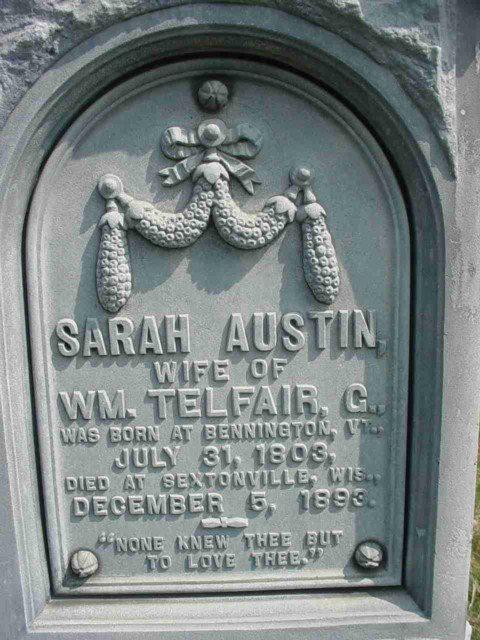 SARAH AUSTIN,
WIFE OF
WM. TELFAIR, G.,
WAS BORN AT BENNINGTON, VT.,
JULY 31, 1803,
DIED AT SEXTONVILLE, WIS.,
DECEMBER 5, 1893.
"NONE KNEW THEE BUT
TO LOVE THEE."